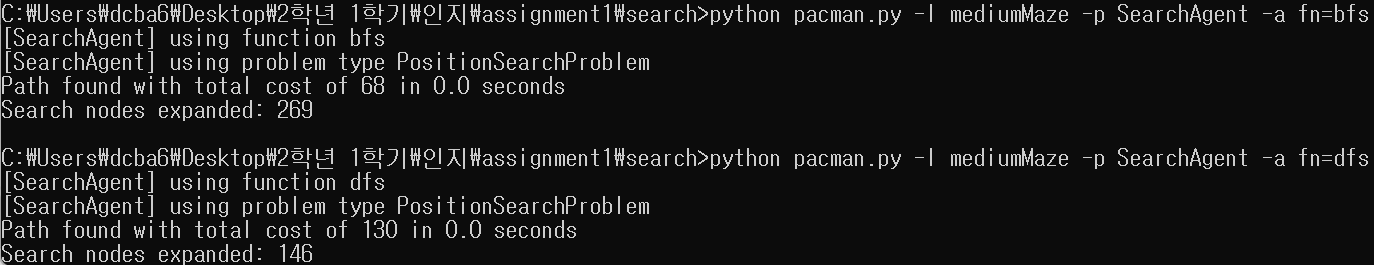 C:₩Users₩dcba6₩Desktop₩2학년 1학기₩인지₩assignment1₩search>python pacman.py -l mediumMaze -p SearchAgent -a fn=bfs
[SearchAgent] using function bfs
[SearchAgent] using problem type PositionSearchProblem
Path found with total cost of 68 in 0.0 seconds
Search nodes expanded: 269
C:₩Users₩dcba6₩Desktop₩2학년 1학기₩인지₩assignment1₩search>python pacman.py -l mediumMaze -p SearchAgent -a fn=dfs
[SearchAgent] using function dfs
[SearchAgent] using problem type PositionSearchProblem
Path found with total cost of 130 in 0.0 seconds
Search nodes expanded: 146